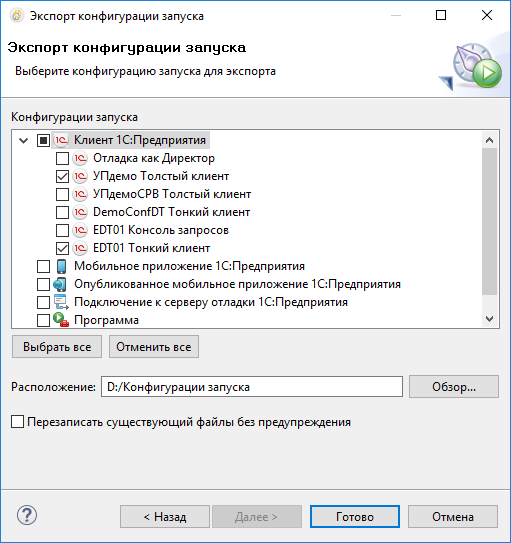 Экспорт конфигурации запуска
Экспорт конфигурации запуска
Выберите конфигурацию запуска для экспорта
Конфигурации запуска
Клиент 1С:Предприятия
Отладка как Директор
УПдемо Толстый клиент
УПдемоСРВ Толстый клиент
DemoConfDT Тонкий клиент
EDT01 Консоль запросов
EDT01 Тонкий клиент
Мобильное приложение 1С:Предприятия
Опубликованное мобильное приложение 1С:Предприятия
Подключение к серверу отладки 1С:Предприятия
Программа
Выбрать все Отменить все
Расположение: D:/Конфигурации запуска Обзор...
Перезаписать существующий файлы без предупреждения
< Назад Далее > Готово Отмена